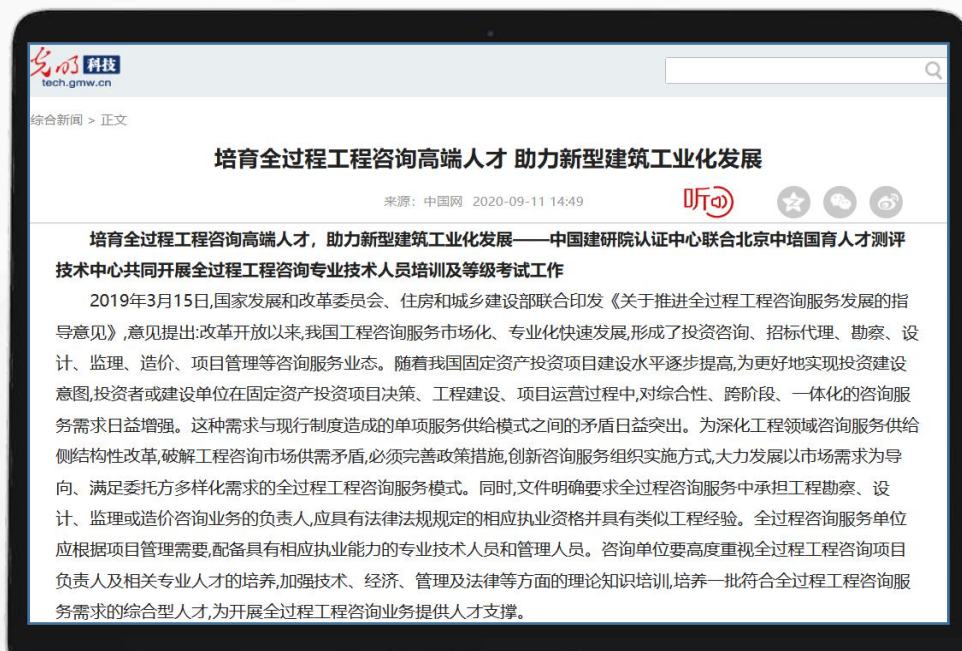 光明科技
tech.gmw.cn
综合新闻 > 正文
培育全过程工程咨询高端人才 助力新型建筑工业化发展
来源：中国网 2020-09-11 14:49
听
培育全过程工程咨询高端人才，助力新型建筑工业化发展——中国建研院认证中心联合北京中培国育人才测评
技术中心共同开展全过程工程咨询专业技术人员培训及等级考试工作
2019年3月15日,国家发展和改革委员会、住房和城乡建设部联合印发《关于推进全过程工程咨询服务发展的指
导意见》,意见提出:改革开放以来,我国工程咨询服务市场化、专业化快速发展,形成了投资咨询、招标代理、勘察、设
计、监理、造价、项目管理等咨询服务业态。随着我国固定资产投资项目建设水平逐步提高,为更好地实现投资建设
意图,投资者或建设单位在固定资产投资项目决策、工程建设、项目运营过程中,对综合性、跨阶段、一体化的咨询服
务需求日益增强。这种需求与现行制度造成的单项服务供给模式之间的矛盾日益突出。为深化工程领域咨询服务供给
侧结构性改革,破解工程咨询市场供需矛盾,必须完善政策措施,创新咨询服务组织实施方式,大力发展以市场需求为导
向、满足委托方多样化需求的全过程工程咨询服务模式。同时,文件明确要求全过程咨询服务中承担工程勘察、设
计、监理或造价咨询业务的负责人,应具有法律法规规定的相应执业资格并具有类似工程经验。全过程咨询服务单位
应根据项目管理需要,配备具有相应执业能力的专业技术人员和管理人员。咨询单位要高度重视全过程工程咨询项目
负责人及相关专业人才的培养,加强技术、经济、管理及法律等方面的理论知识培训,培养一批符合全过程工程咨询服
务需求的综合型人才,为开展全过程工程咨询业务提供人才支撑。